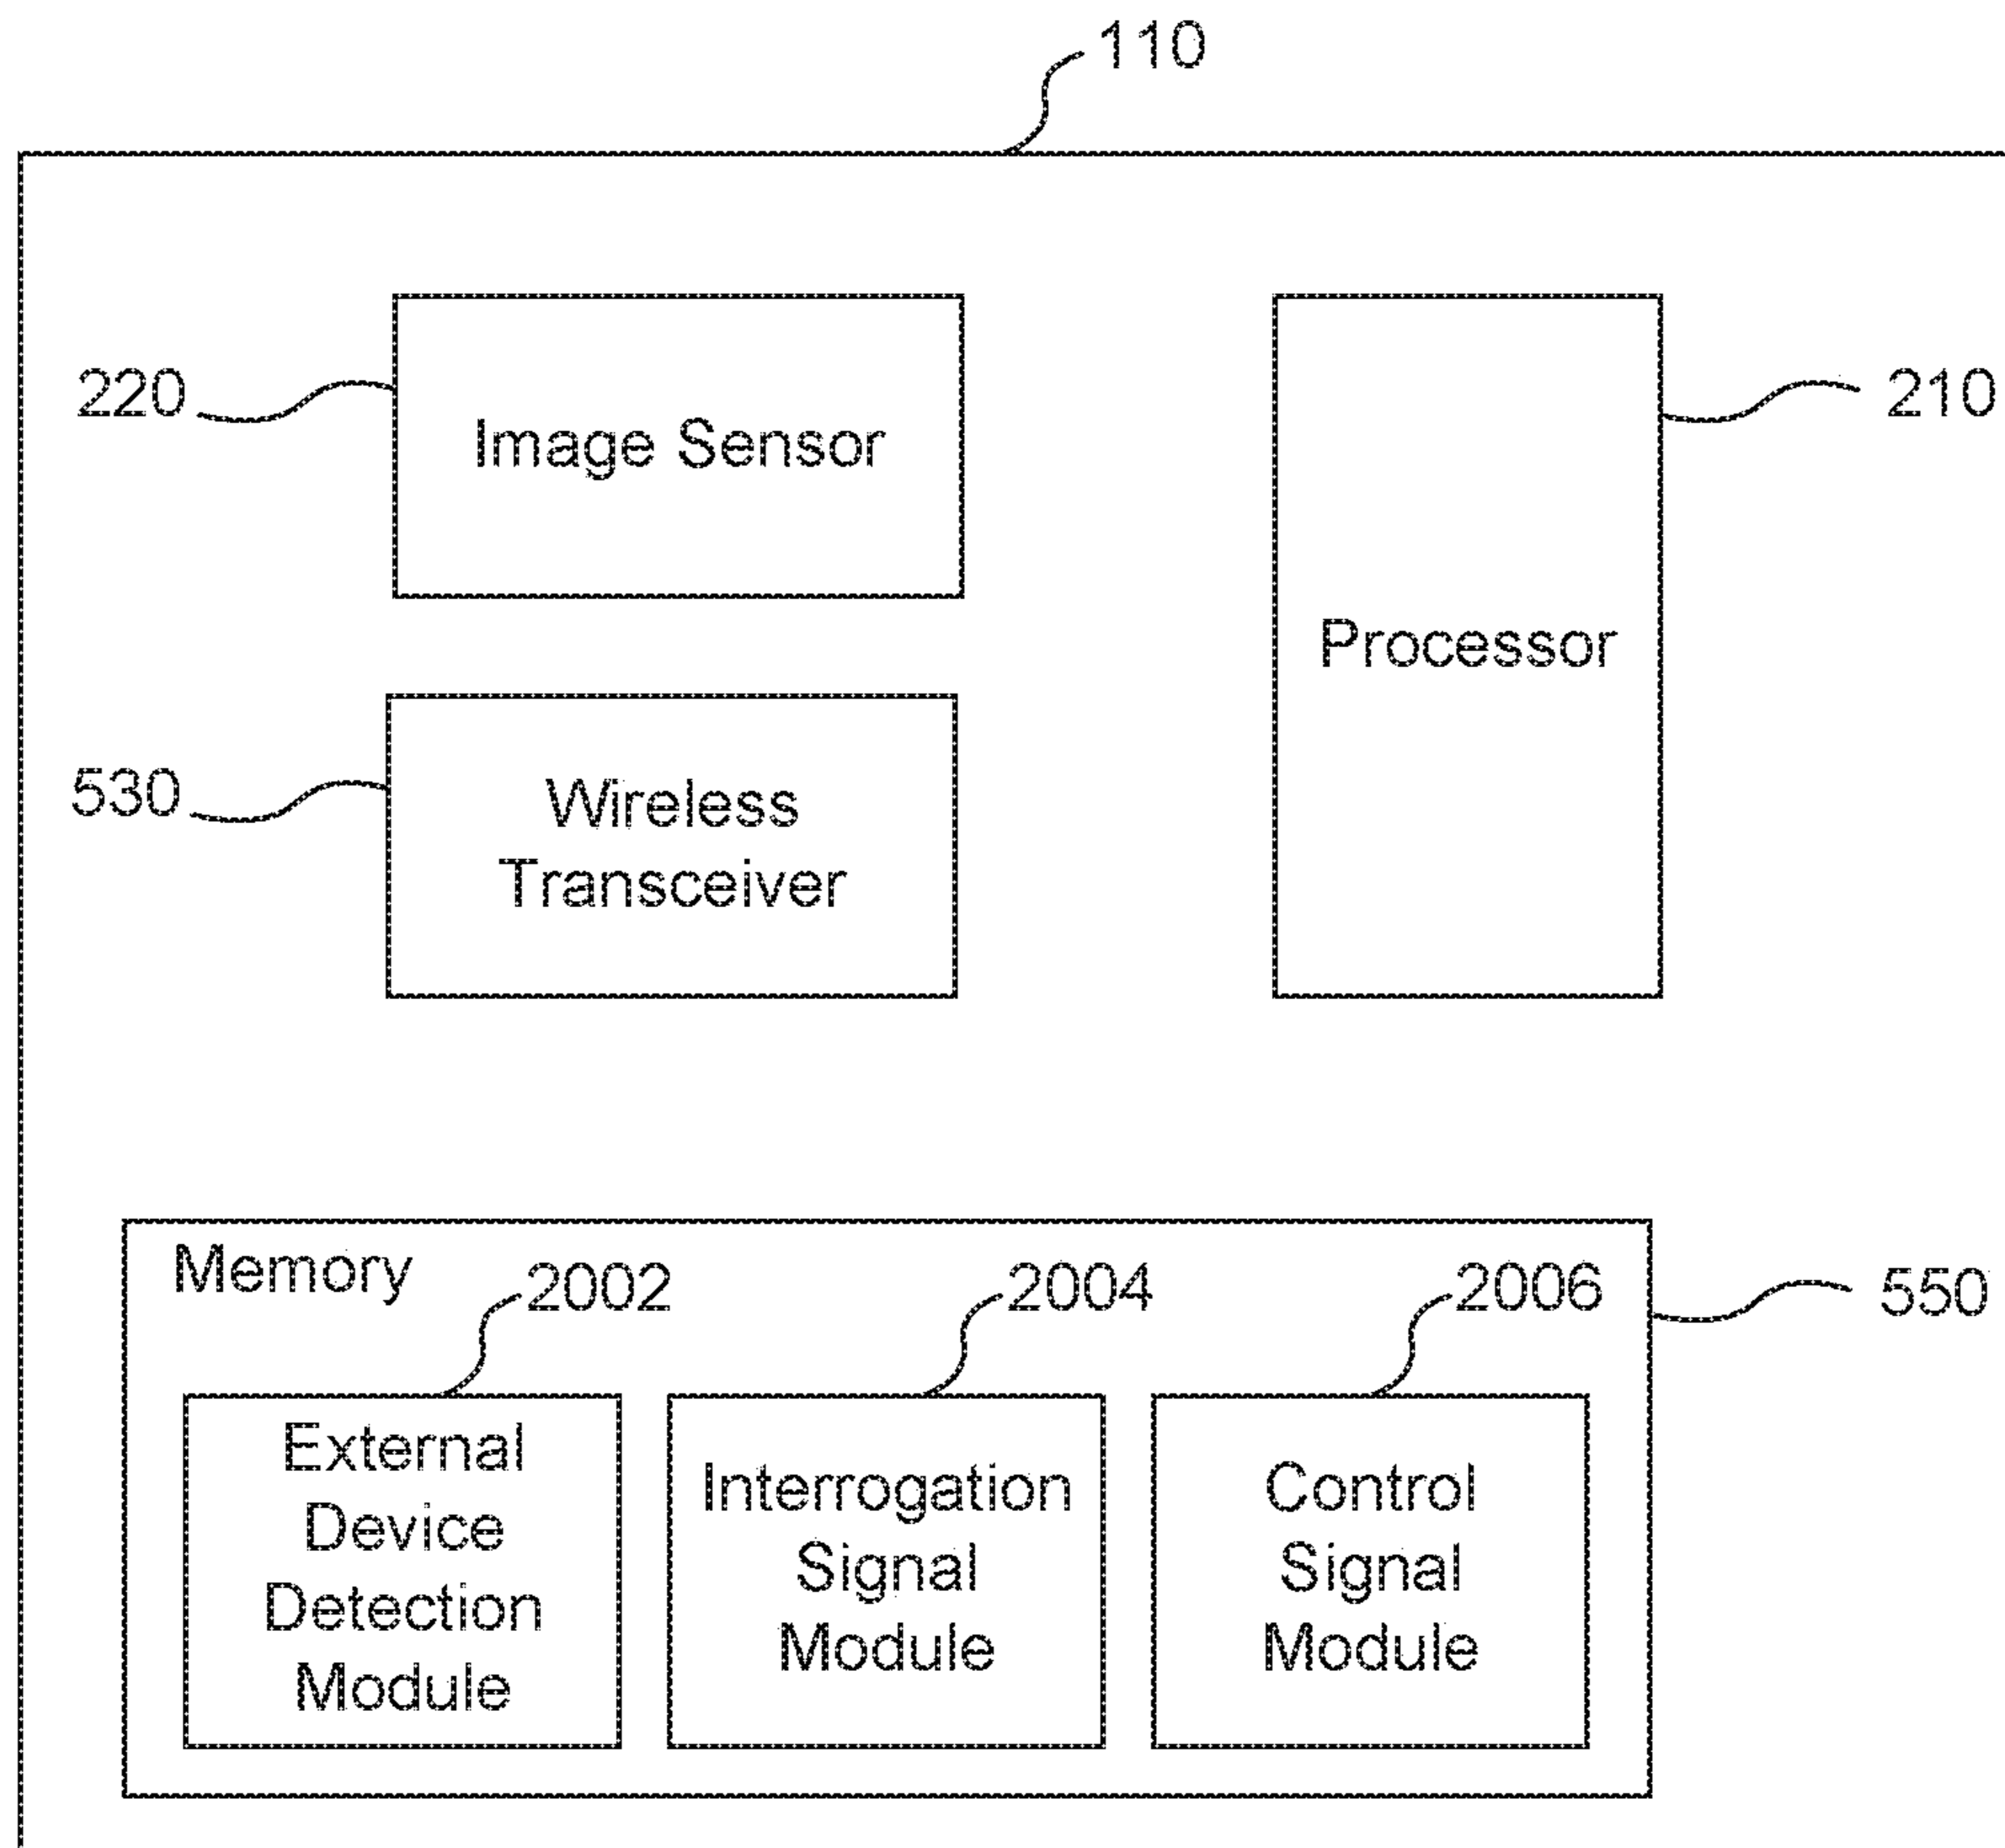 110
220
Image Sensor
210
Processor
530
Wireless
Transceiver
Memory
2002
2004
2006
550
External
Device
Detection
Module
Interrogation
Signal
Module
Control
Signal
Module